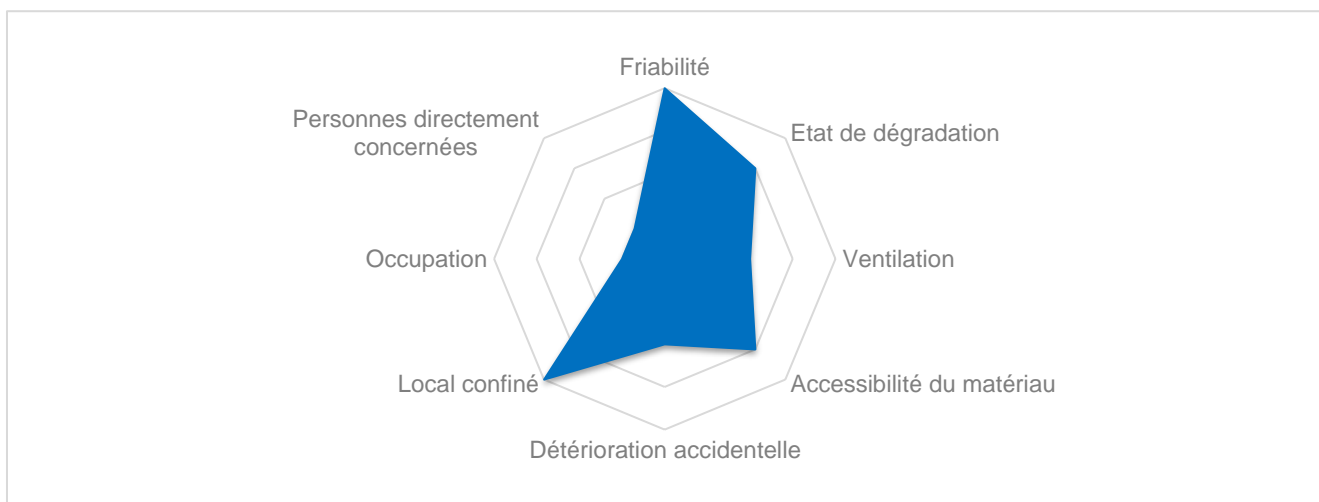 Friabilité
Personnes directement
concernées
Etat de dégradation
Occupation
Ventilation
Local confiné
Accessibilité du matériau
Détérioration accidentelle